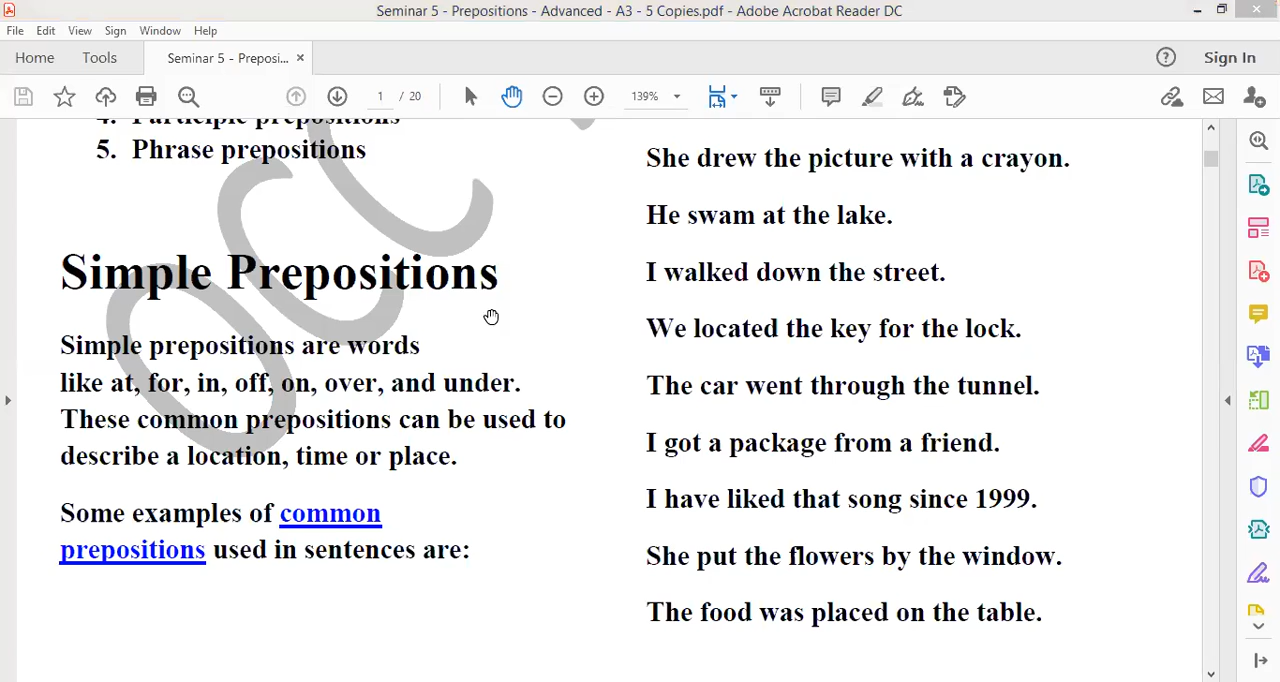 Seminar 5 - Prepositions - Advanced - A3 - 5 Copies.pdf - Adobe Acrobat Reader DC
File Edit View Sign Window Help
Home Tools Seminar 5 - Preposi... × Sign In
1 / 20 139%
4. Participle prepositions
5. Phrase prepositions
Simple Prepositions
Simple prepositions are words
like at, for, in, off, on, over, and under.
These common prepositions can be used to
describe a location, time or place.
Some examples of common
prepositions used in sentences are:
She drew the picture with a crayon.
He swam at the lake.
I walked down the street.
We located the key for the lock.
The car went through the tunnel.
I got a package from a friend.
I have liked that song since 1999.
She put the flowers by the window.
The food was placed on the table.